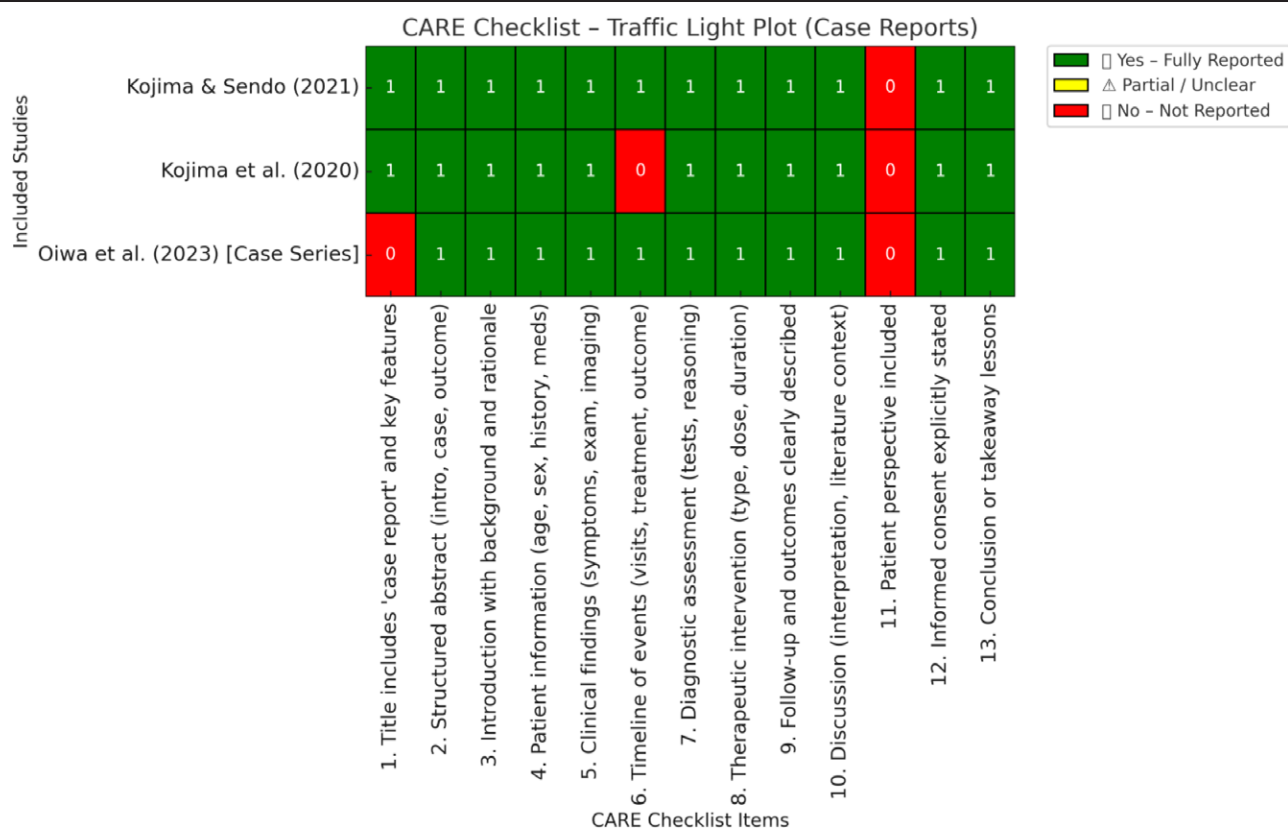 CARE Checklist – Traffic Light Plot (Case Reports)
Yes – Fully Reported
⚠ Partial / Unclear
No – Not Reported
Included Studies
Kojima & Sendo (2021) 1 1 1 1 1 1 1 1 1 1 0 1 1
Kojima et al. (2020) 1 1 1 1 1 0 1 1 1 1 0 1 1
Oiwa et al. (2023) [Case Series] 0 1 1 1 1 1 1 1 1 1 0 1 1
1. Title includes 'case report' and key features
2. Structured abstract (intro, case, outcome)
3. Introduction with background and rationale
4. Patient information (age, sex, history, meds)
5. Clinical findings (symptoms, exam, imaging)
6. Timeline of events (visits, treatment, outcome)
7. Diagnostic assessment (tests, reasoning)
8. Therapeutic intervention (type, dose, duration)
9. Follow-up and outcomes clearly described
10. Discussion (interpretation, literature context)
11. Patient perspective included
12. Informed consent explicitly stated
13. Conclusion or takeaway lessons
CARE Checklist Items